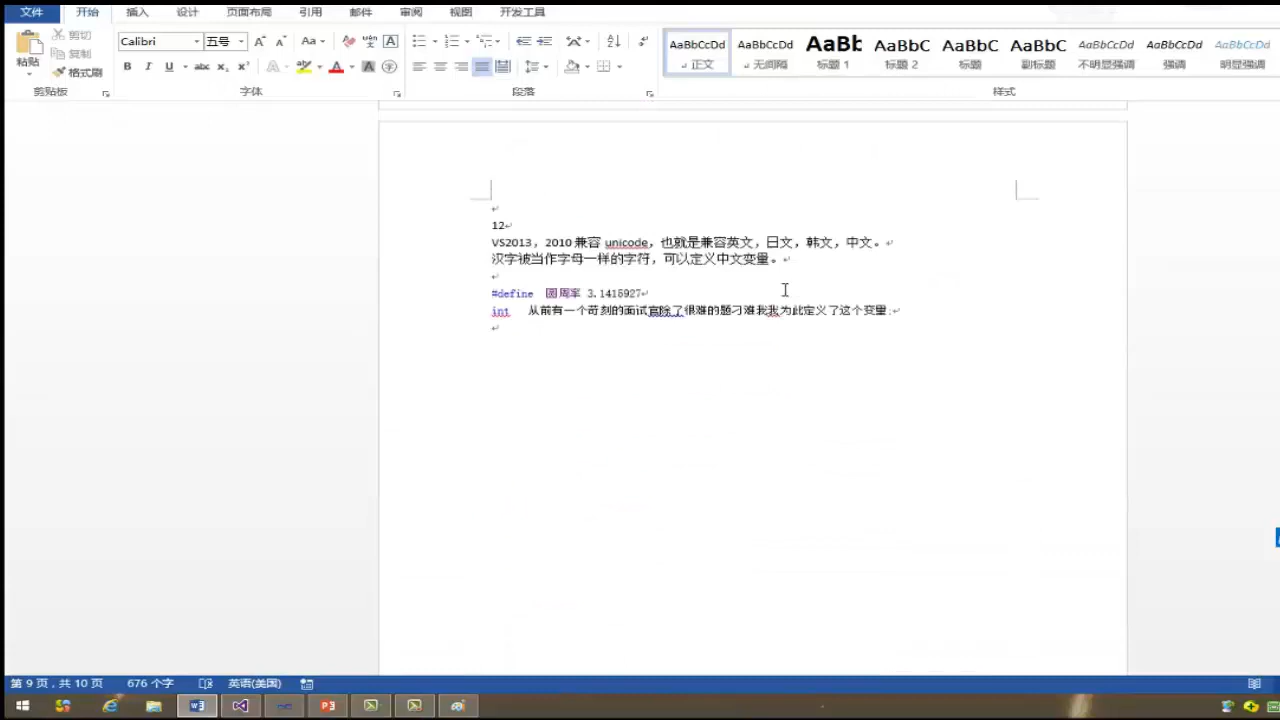 文件 开始 插入 设计 页面布局 引用 邮件 审阅 视图 开发工具
粘贴 剪切 复制 格式刷
Calibri 五号
AaBbCcDd AaBbCcDd AaBb AaBbC AaBbC AaBbC AaBbCcDd AaBbCcDd AaBbCcDd
正文 无间隔 标题 1 标题 2 标题 副标题 不明显强调 强调 明显强调
剪贴板 字体 段落 样式
12
VS2013，2010 兼容 unicode，也就是兼容英文，日文，韩文，中文。
汉字被当作字母一样的字符，可以定义中文变量。
#define 圆周率 3.1415927
int 从前有一个苛刻的面试官除了很难的题刁难我我为此定义了这个变量;
第 9 页，共 10 页 676 个字 英语(美国)